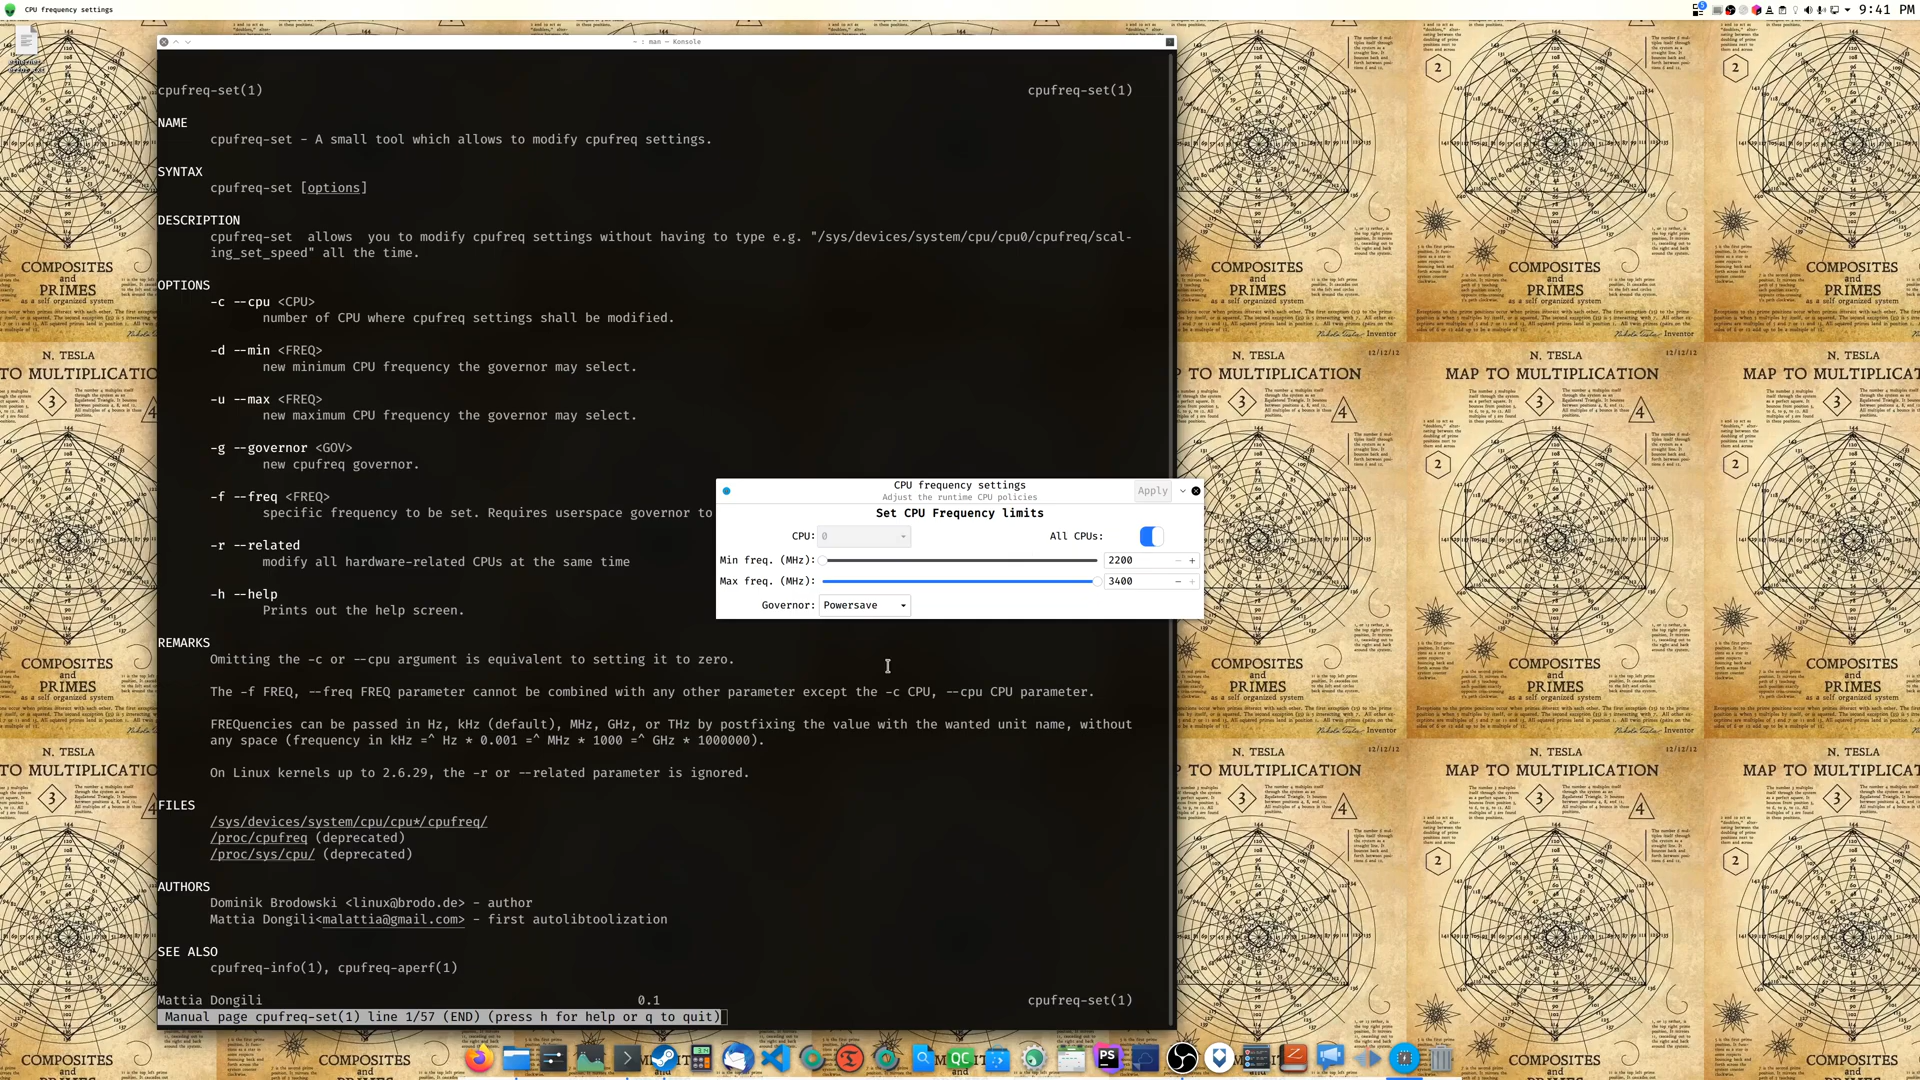 CPU frequency settings
9:41 PM
~ : man — Konsole
cpufreq-set(1) cpufreq-set(1)
NAME
cpufreq-set - A small tool which allows to modify cpufreq settings.
SYNTAX
cpufreq-set [options]
DESCRIPTION
cpufreq-set allows you to modify cpufreq settings without having to type e.g. "/sys/devices/system/cpu/cpu0/cpufreq/scal-
ing_set_speed" all the time.
OPTIONS
-c --cpu <CPU>
number of CPU where cpufreq settings shall be modified.
-d --min <FREQ>
new minimum CPU frequency the governor may select.
-u --max <FREQ>
new maximum CPU frequency the governor may select.
-g --governor <GOV>
new cpufreq governor.
-f --freq <FREQ>
specific frequency to be set. Requires userspace governor to
-r --related
modify all hardware-related CPUs at the same time
-h --help
Prints out the help screen.
REMARKS
Omitting the -c or --cpu argument is equivalent to setting it to zero.
The -f FREQ, --freq FREQ parameter cannot be combined with any other parameter except the -c CPU, --cpu CPU parameter.
FREQuencies can be passed in Hz, kHz (default), MHz, GHz, or THz by postfixing the value with the wanted unit name, without
any space (frequency in kHz =^ Hz * 0.001 =^ MHz * 1000 =^ GHz * 1000000).
On Linux kernels up to 2.6.29, the -r or --related parameter is ignored.
FILES
/sys/devices/system/cpu/cpu*/cpufreq/
/proc/cpufreq (deprecated)
/proc/sys/cpu/ (deprecated)
AUTHORS
Dominik Brodowski <linux@brodo.de> - author
Mattia Dongili<malattia@gmail.com> - first autolibtoolization
SEE ALSO
cpufreq-info(1), cpufreq-aperf(1)
Mattia Dongili 0.1 cpufreq-set(1)
Manual page cpufreq-set(1) line 1/57 (END) (press h for help or q to quit)
CPU frequency settings
Adjust the runtime CPU policies
Apply
Set CPU Frequency limits
CPU: 0 All CPUs:
Min freq. (MHz): 2200 − +
Max freq. (MHz): 3400 − +
Governor: Powersave
COMPOSITES
and
PRIMES
as a self organized system
N. TESLA 12/12/12
MAP TO MULTIPLICATION
Nikola Tesla Inventor